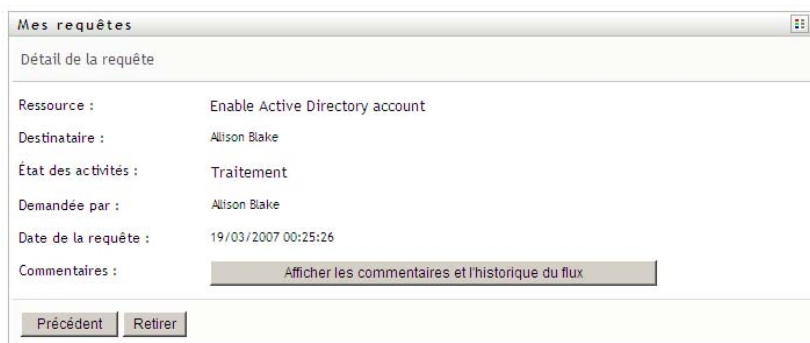 Mes requêtes
Détail de la requête
Ressource : Enable Active Directory account
Destinataire : Allison Blake
État des activités : Traitement
Demandée par : Allison Blake
Date de la requête : 19/03/2007 00:25:26
Commentaires : Afficher les commentaires et l'historique du flux
Précédent Retirer